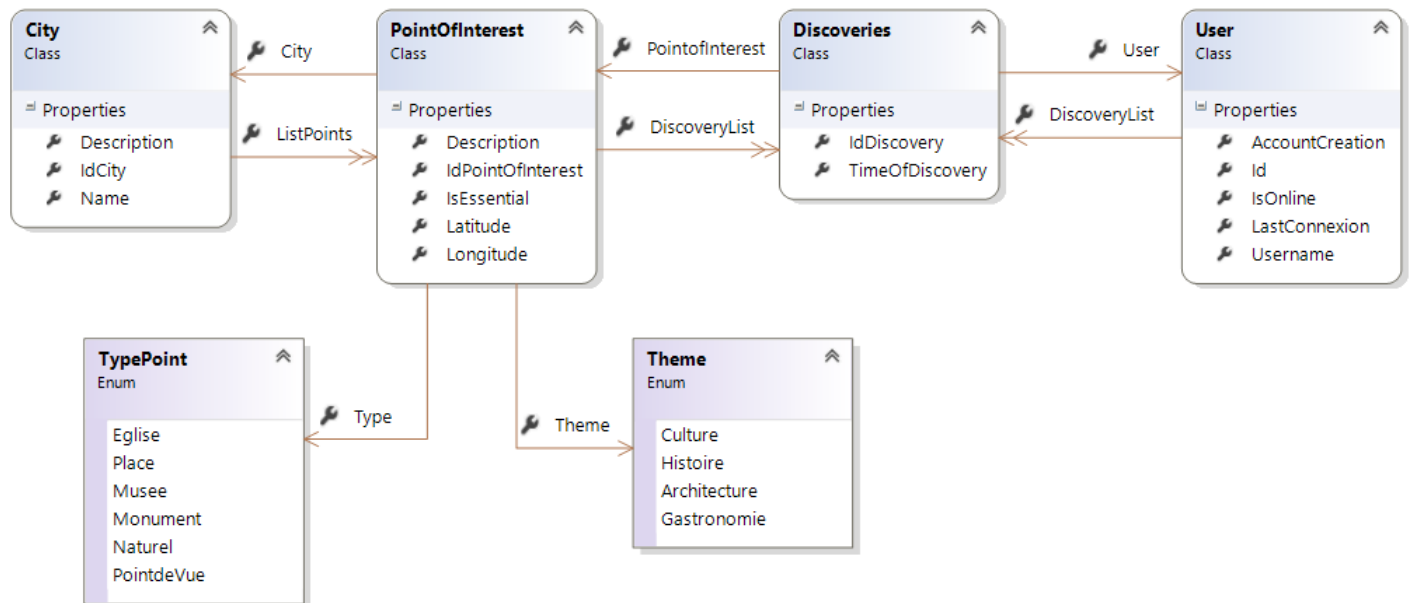 City
Class
Properties
Description
IdCity
Name
City
ListPoints
PointOfInterest
Class
Properties
Description
IdPointOfInterest
IsEssential
Latitude
Longitude
PointofInterest
DiscoveryList
Discoveries
Class
Properties
IdDiscovery
TimeOfDiscovery
User
DiscoveryList
User
Class
Properties
AccountCreation
Id
IsOnline
LastConnexion
Username
TypePoint
Enum
Eglise
Place
Musee
Monument
Naturel
PointdeVue
Type
Theme
Theme
Enum
Culture
Histoire
Architecture
Gastronomie